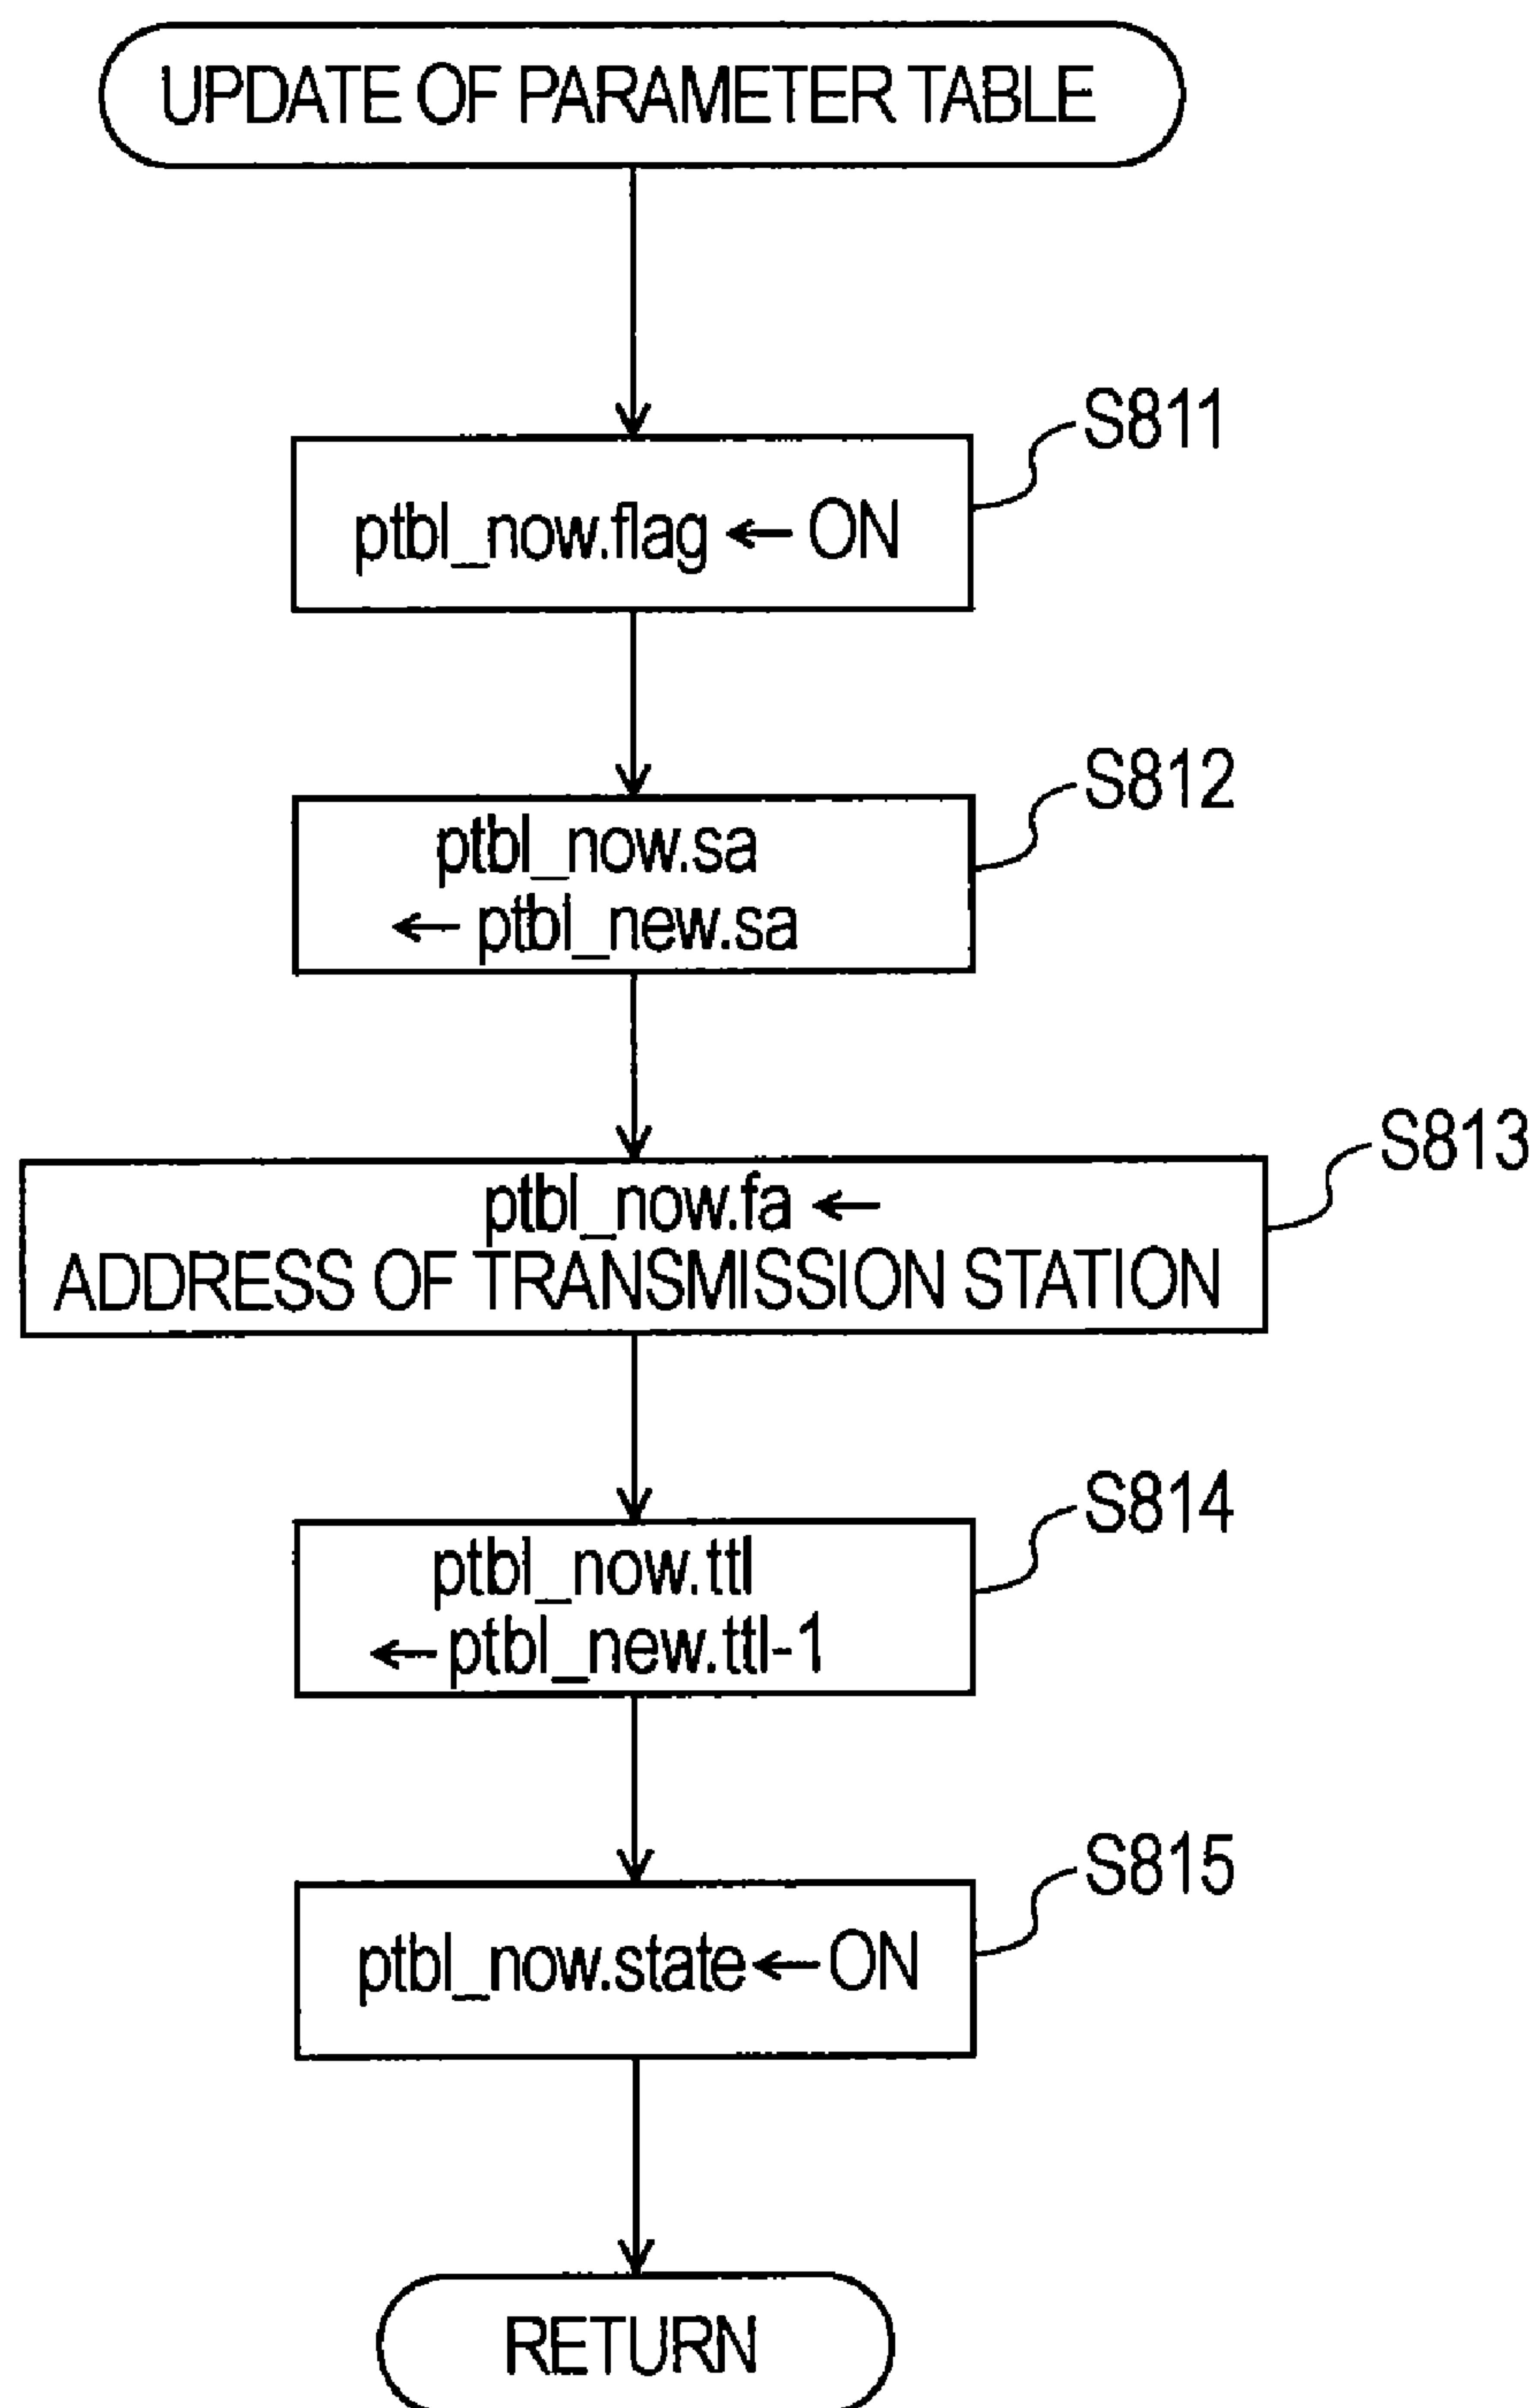 UPDATE OF PARAMETER TABLE
S811
ptbl_now.flag ← ON
S812
ptbl_now.sa
← ptbl_new.sa
S813
ptbl_now.fa ←
ADDRESS OF TRANSMISSION STATION
S814
ptbl_now.ttl
← ptbl_new.ttl-1
S815
ptbl_now.state ← ON
RETURN